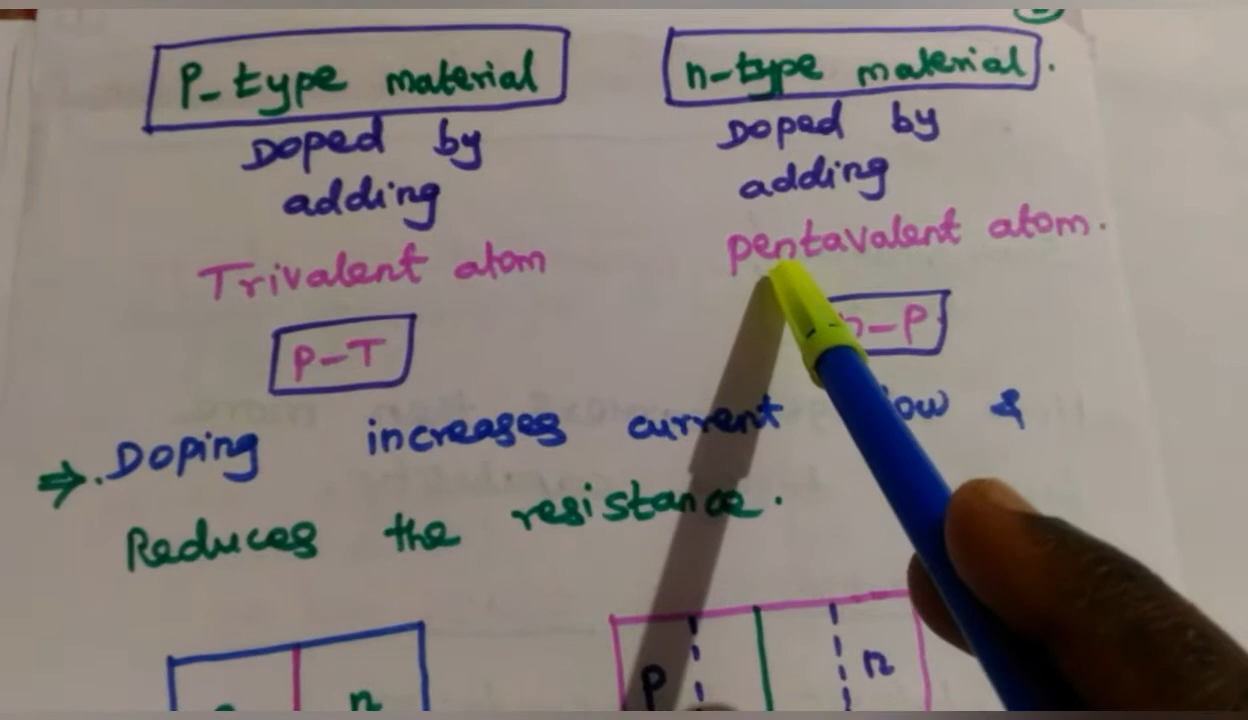 P-type material
Doped by
adding
Trivalent atom
P-T
n-type material.
Doped by
adding
pentavalent atom.
n-P
⇒. Doping increases current &
Reduces the resistance.
n
P n